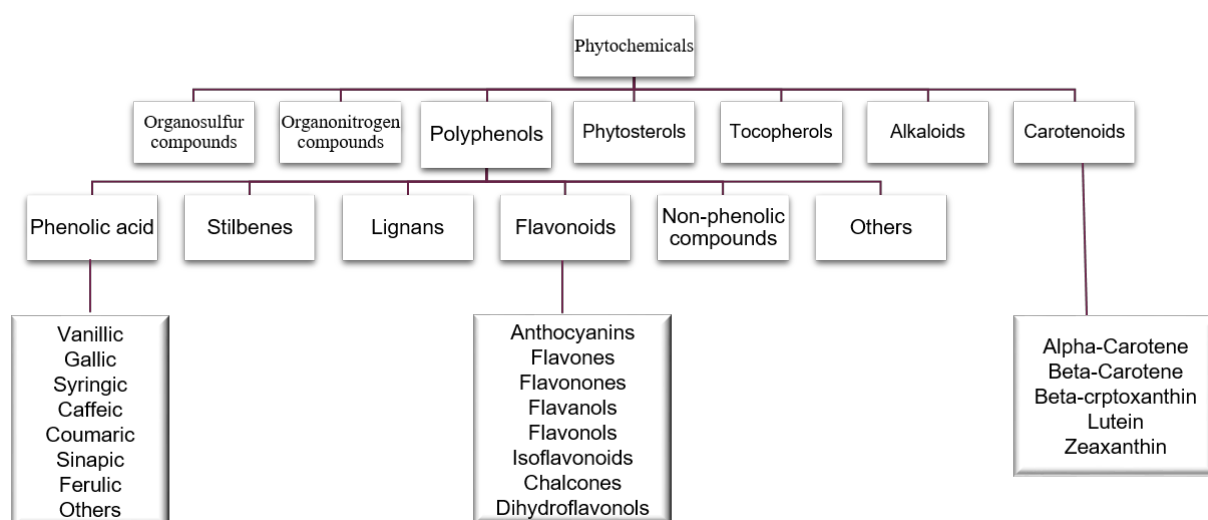 Phytochemicals
Organosulfur
compounds
Organonitrogen
compounds
Polyphenols
Phytosterols
Tocopherols
Alkaloids
Carotenoids
Phenolic acid
Stilbenes
Lignans
Flavonoids
Non-phenolic
compounds
Others
Vanillic
Gallic
Syringic
Caffeic
Coumaric
Sinapic
Ferulic
Others
Anthocyanins
Flavones
Flavonones
Flavanols
Flavonols
Isoflavonoids
Chalcones
Dihydroflavonols
Alpha-Carotene
Beta-Carotene
Beta-crptoxanthin
Lutein
Zeaxanthin